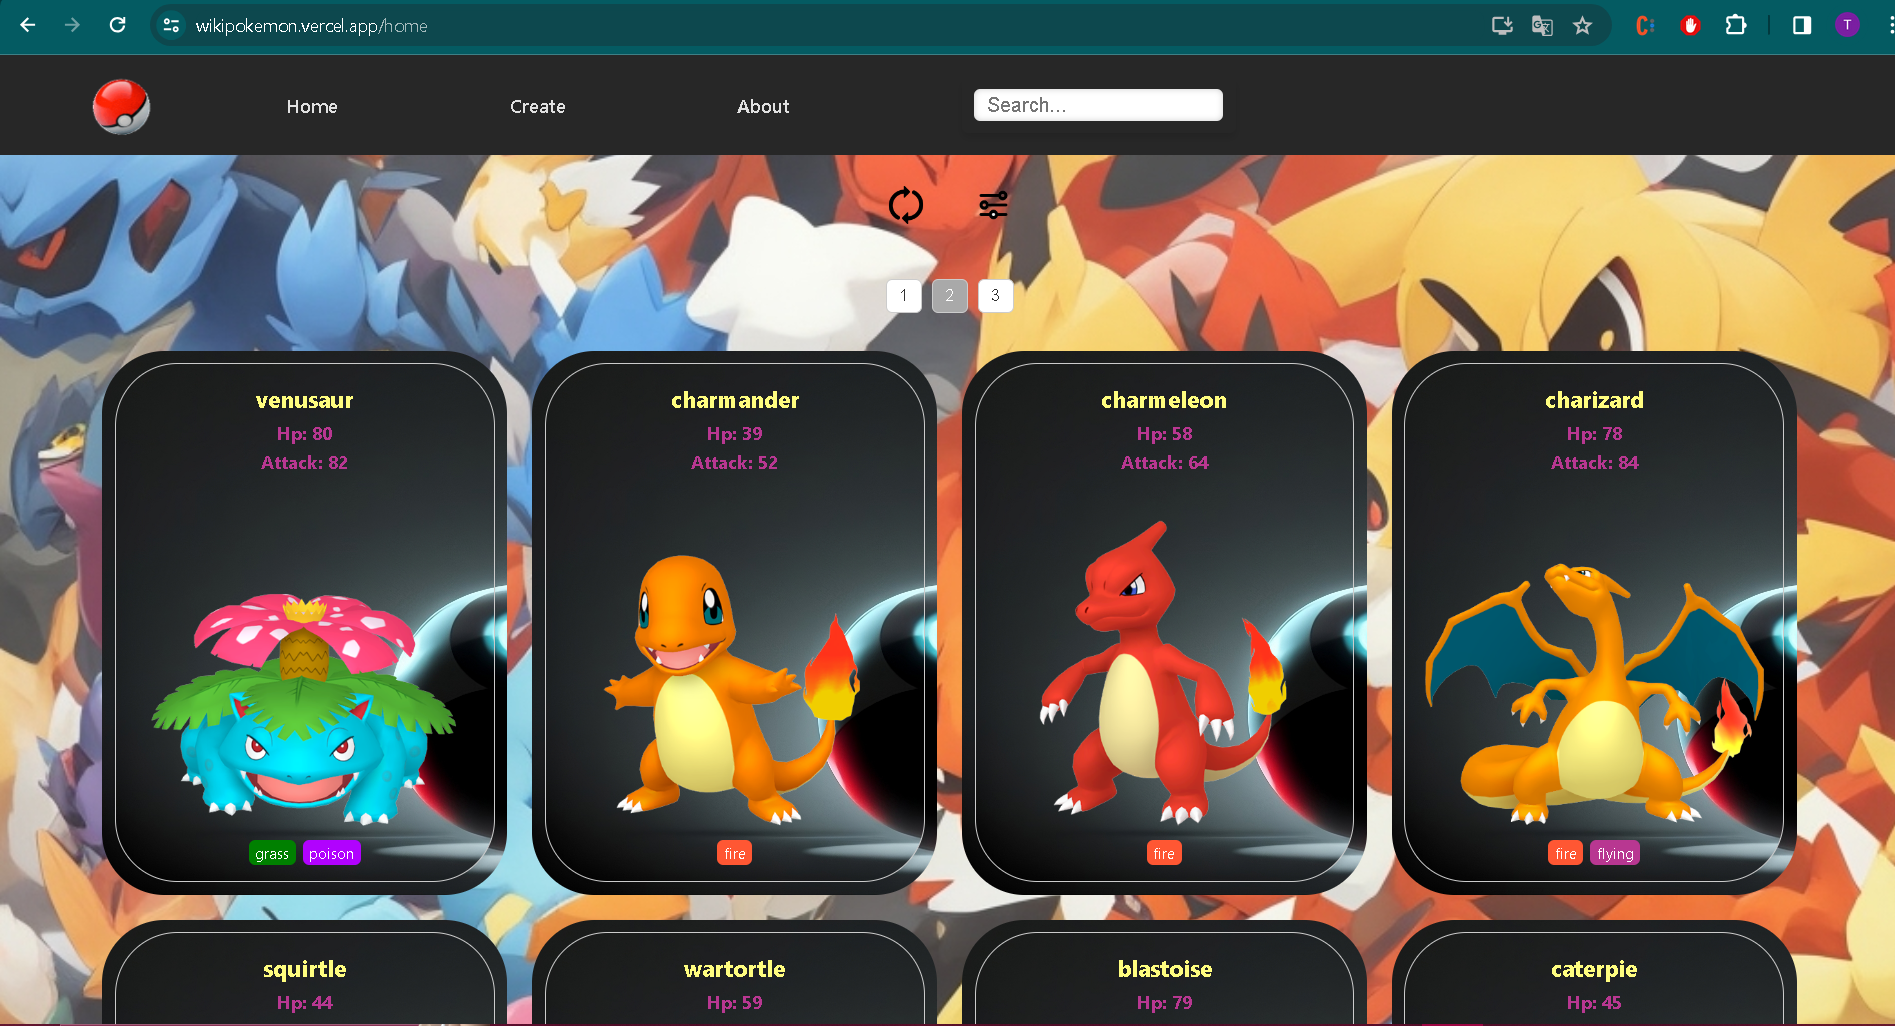 wikipokemon.vercel.app/home
T
Home Create About Search...
1 2 3
venusaur
Hp: 80
Attack: 82
grass poison
charmander
Hp: 39
Attack: 52
fire
charmeleon
Hp: 58
Attack: 64
fire
charizard
Hp: 78
Attack: 84
fire flying
squirtle
Hp: 44
wartortle
Hp: 59
blastoise
Hp: 79
caterpie
Hp: 45